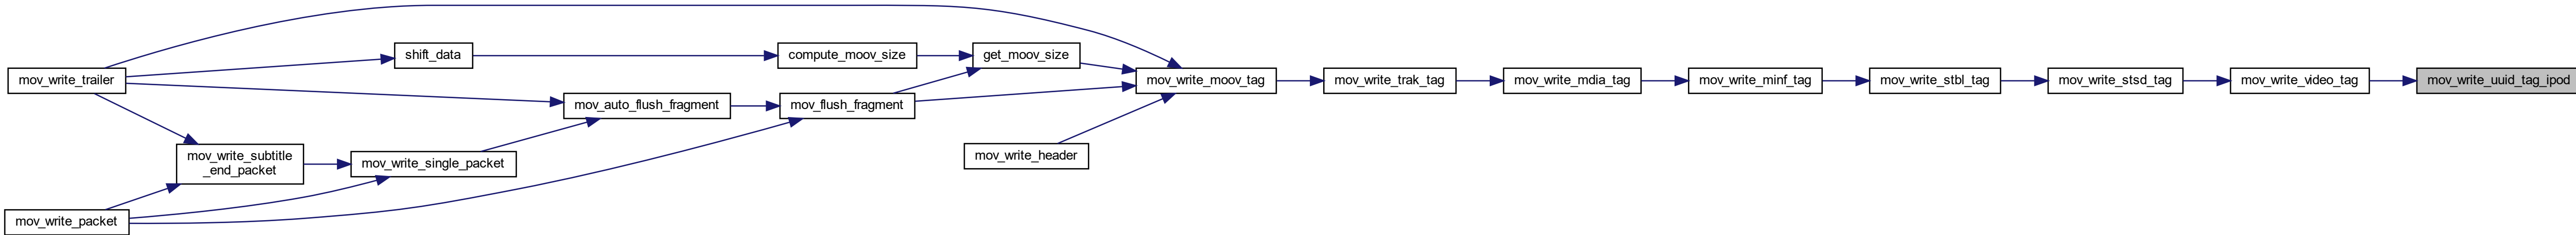 mov_write_trailer
shift_data
compute_moov_size
get_moov_size
mov_auto_flush_fragment
mov_flush_fragment
mov_write_subtitle
_end_packet
mov_write_single_packet
mov_write_header
mov_write_packet
mov_write_moov_tag
mov_write_trak_tag
mov_write_mdia_tag
mov_write_minf_tag
mov_write_stbl_tag
mov_write_stsd_tag
mov_write_video_tag
mov_write_uuid_tag_ipod